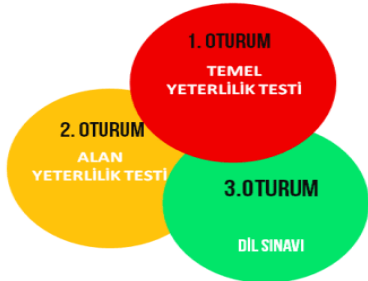 1. OTURUM
TEMEL
YETERLİLİK TESTİ
2. OTURUM
ALAN
YETERLİLİK TESTİ
3.OTURUM
DİL SINAVI